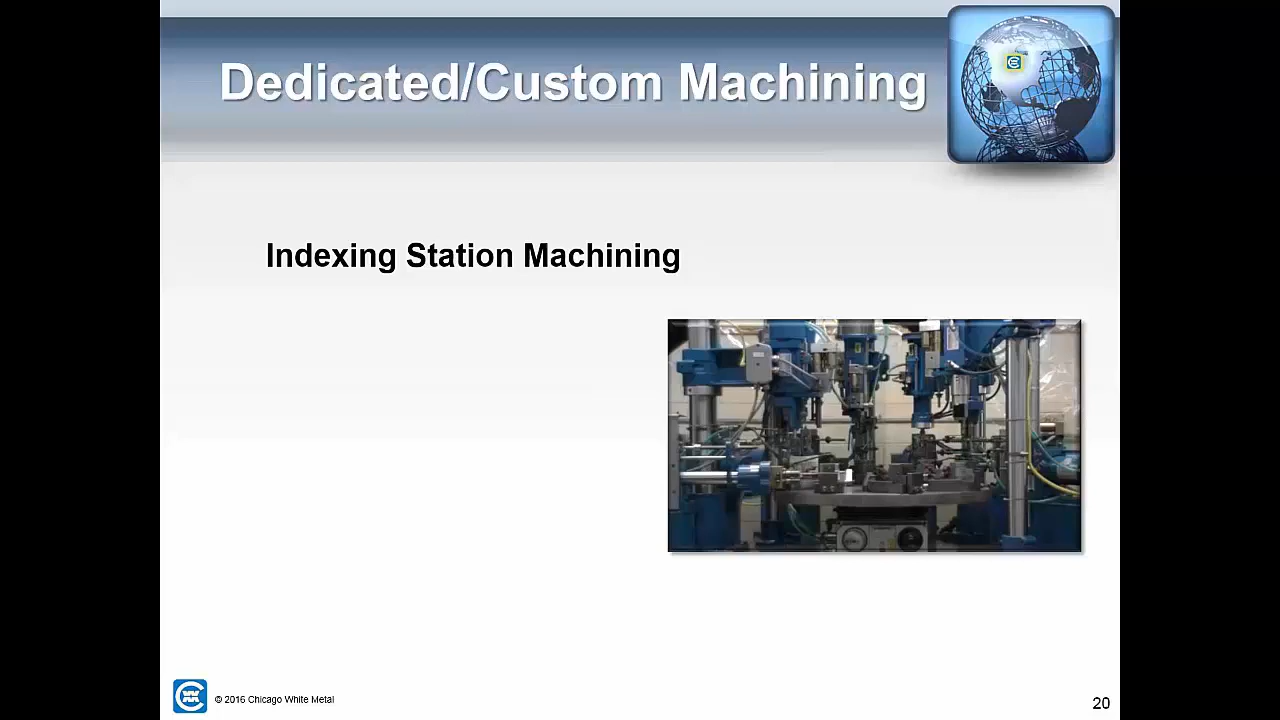 Dedicated/Custom Machining
Indexing Station Machining
© 2016 Chicago White Metal
20